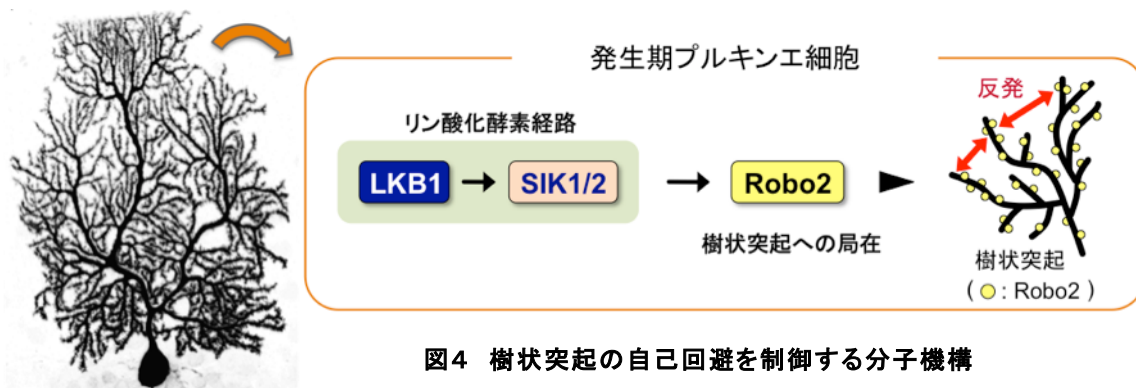 発生期プルキンエ細胞
リン酸化酵素経路
LKB1
SIK1/2
Robo2
樹状突起への局在
反発
樹状突起
(○: Robo2)
図4 樹状突起の自己回避を制御する分子機構